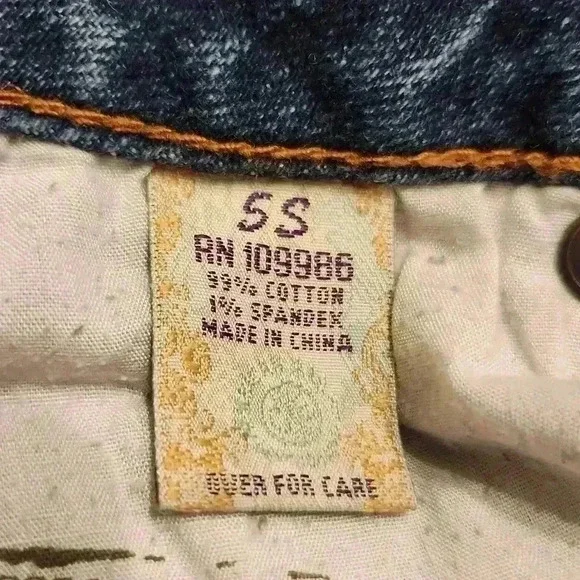 5S
RN 109986
99% COTTON
1% SPANDEX
MADE IN CHINA
OVER FOR CARE